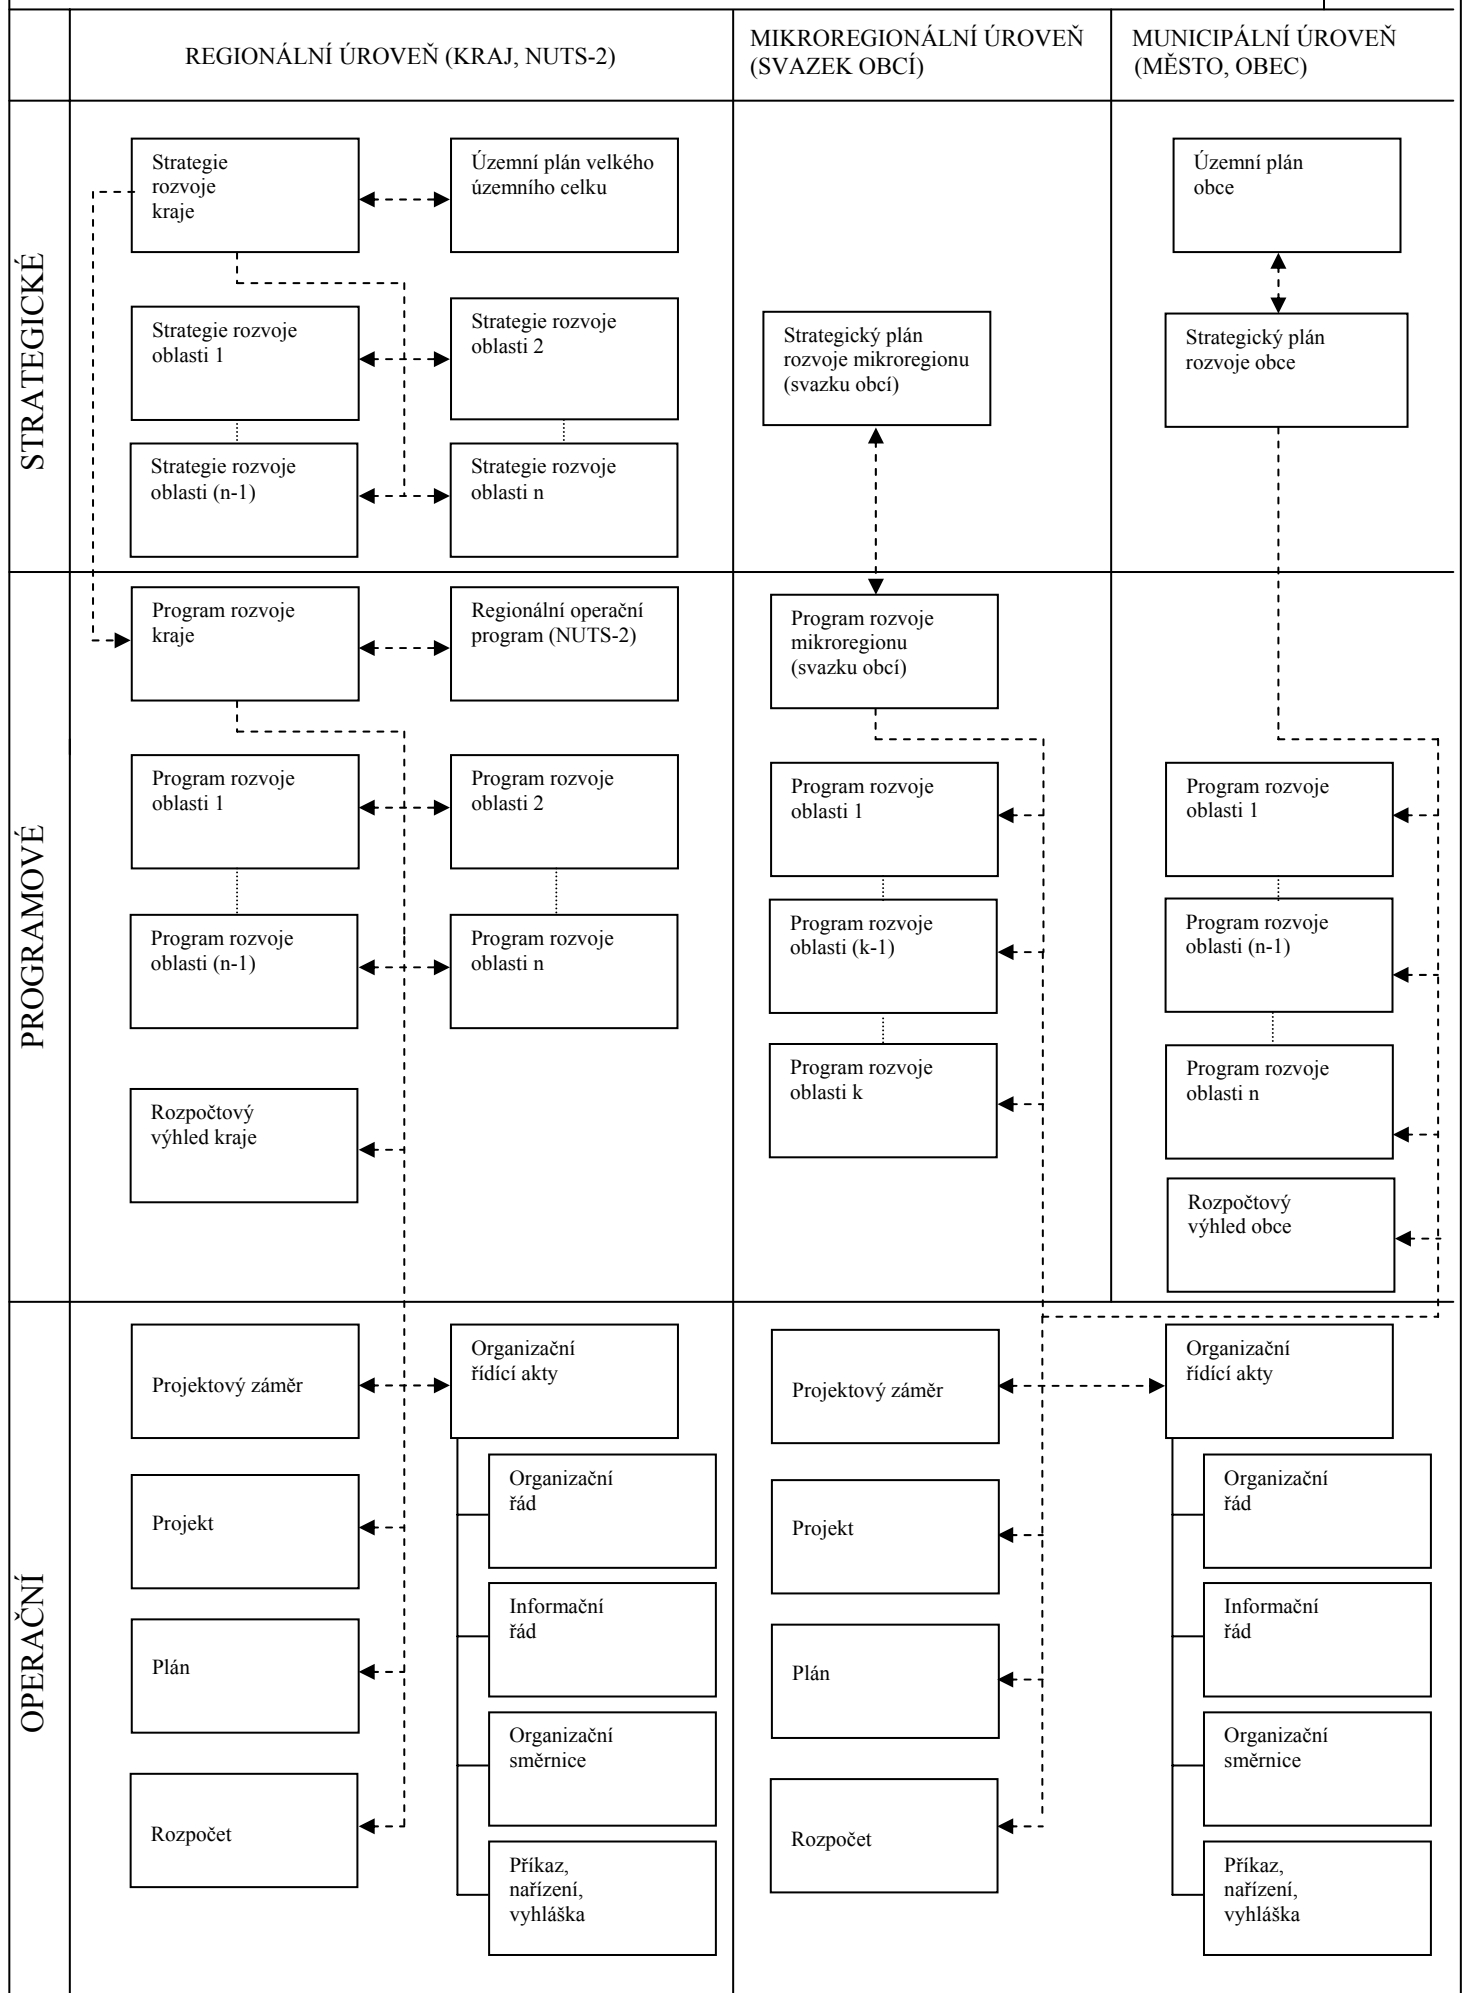 REGIONÁLNÍ ÚROVEŇ (KRAJ, NUTS-2)
MIKROREGIONÁLNÍ ÚROVEŇ
(SVAZEK OBCÍ)
MUNICIPÁLNÍ ÚROVEŇ
(MĚSTO, OBEC)
STRATEGICKÉ
Strategie
rozvoje
kraje
Územní plán velkého
územního celku
Strategie rozvoje
oblasti 1
Strategie rozvoje
oblasti 2
Strategie rozvoje
oblasti (n-1)
Strategie rozvoje
oblasti n
Strategický plán
rozvoje mikroregionu
(svazku obcí)
Územní plán
obce
Strategický plán
rozvoje obce
PROGRAMOVÉ
Program rozvoje
kraje
Regionální operační
program (NUTS-2)
Program rozvoje
oblasti 1
Program rozvoje
oblasti 2
Program rozvoje
oblasti (n-1)
Program rozvoje
oblasti n
Rozpočtový
výhled kraje
Program rozvoje
mikroregionu
(svazku obcí)
Program rozvoje
oblasti 1
Program rozvoje
oblasti (k-1)
Program rozvoje
oblasti k
Program rozvoje
oblasti 1
Program rozvoje
oblasti (n-1)
Program rozvoje
oblasti n
Rozpočtový
výhled obce
OPERAČNÍ
Projektový záměr
Organizační
řídící akty
Projekt
Organizační
řád
Plán
Informační
řád
Organizační
směrnice
Rozpočet
Příkaz,
nařízení,
vyhláška
Projektový záměr
Organizační
řídící akty
Projekt
Organizační
řád
Plán
Informační
řád
Organizační
směrnice
Rozpočet
Příkaz,
nařízení,
vyhláška